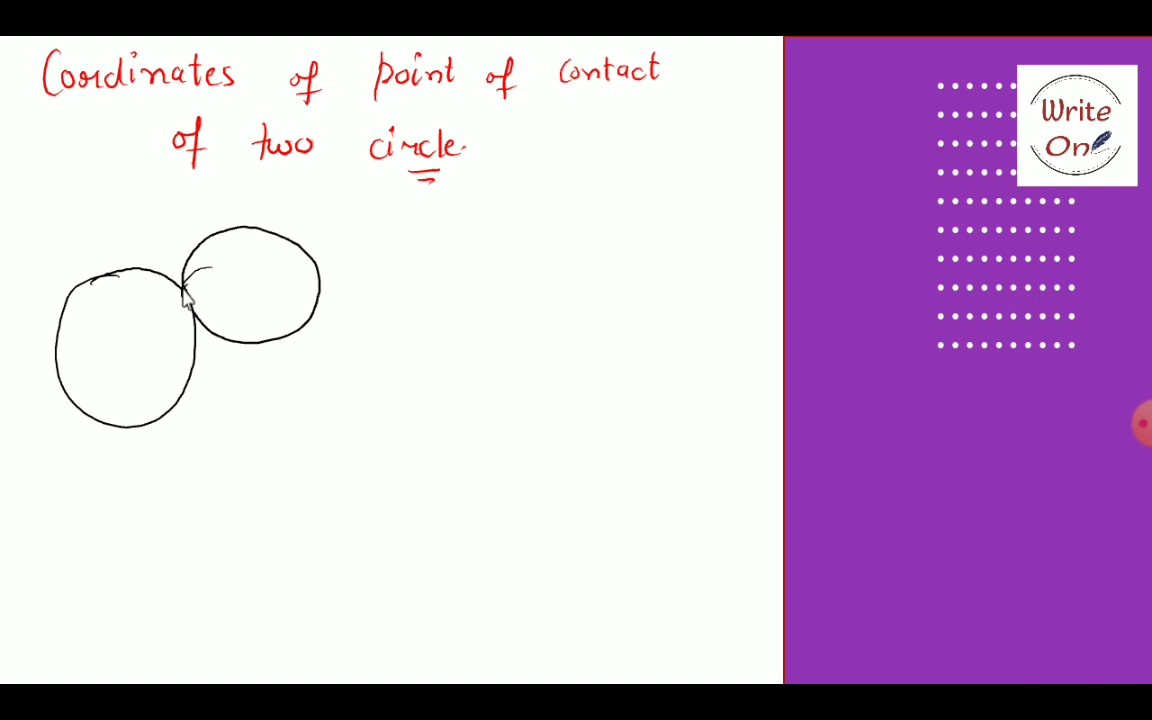 Coordinates of point of contact
of two circle.
Write
On